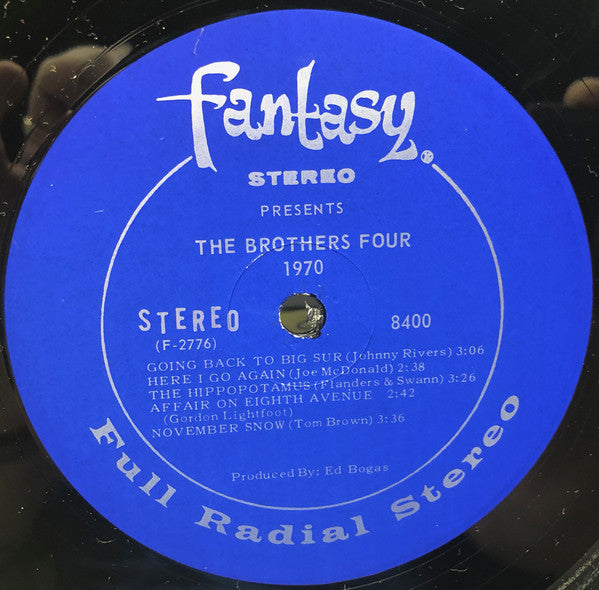 fantasy®
STEREO
PRESENTS
THE BROTHERS FOUR
1970
STEREO 8400
(F-2776)
GOING BACK TO BIG SUR (Johnny Rivers) 3:06
HERE I GO AGAIN (Joe McDonald) 2:38
THE HIPPOPOTAMUS (Flanders & Swann) 3:26
AFFAIR ON EIGHTH AVENUE 2:42
(Gordon Lightfoot)
NOVEMBER SNOW (Tom Brown) 3:36
Produced By: Ed Bogas
Full Radial Stereo